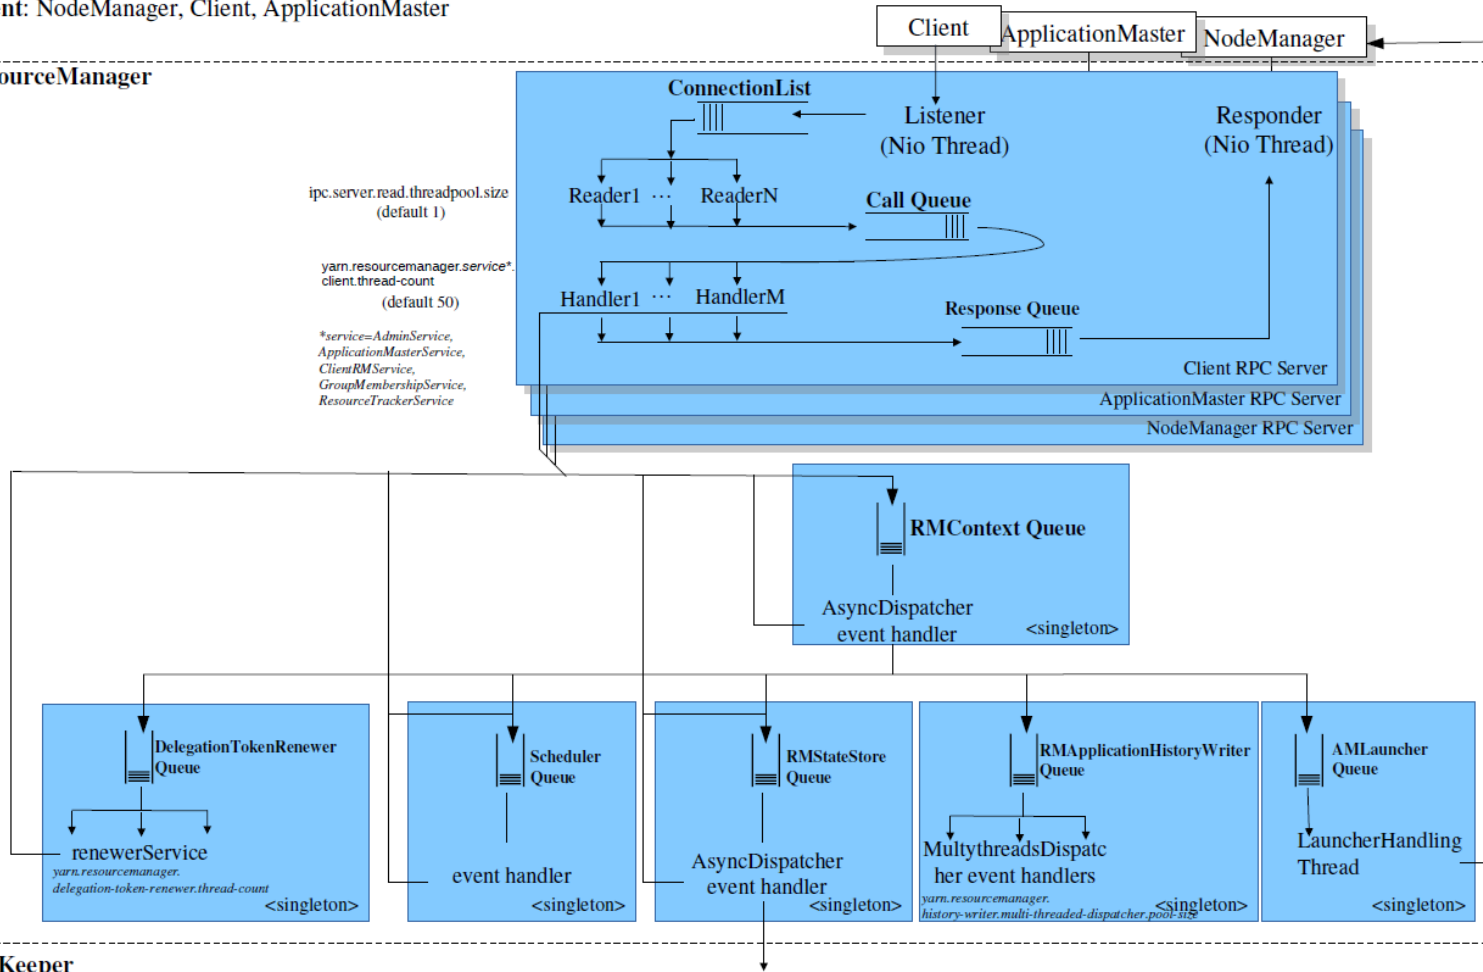 nt: NodeManager, Client, ApplicationMaster
Client
ApplicationMaster
NodeManager
ourceManager
ConnectionList
Listener
(Nio Thread)
Responder
(Nio Thread)
ipc.server.read.threadpool.size
(default 1)
Reader1 ... ReaderN
Call Queue
yarn.resourcemanager.service*.
client.thread-count
(default 50)
Handler1 ... HandlerM
Response Queue
*service=AdminService,
ApplicationMasterService,
ClientRMService,
GroupMembershipService,
ResourceTrackerService
Client RPC Server
ApplicationMaster RPC Server
NodeManager RPC Server
RMContext Queue
AsyncDispatcher
event handler
<singleton>
DelegationTokenRenewer
Queue
renewerService
yarn.resourcemanager.
delegation-token-renewer.thread-count
<singleton>
Scheduler
Queue
event handler
<singleton>
RMStateStore
Queue
AsyncDispatcher
event handler
<singleton>
RMApplicationHistoryWriter
Queue
MultythreadsDispatc
her event handlers
yarn.resourcemanager.
history-writer.multi-threaded-dispatcher.pool-size
<singleton>
AMLauncher
Queue
LauncherHandling
Thread
<singleton>
Keeper